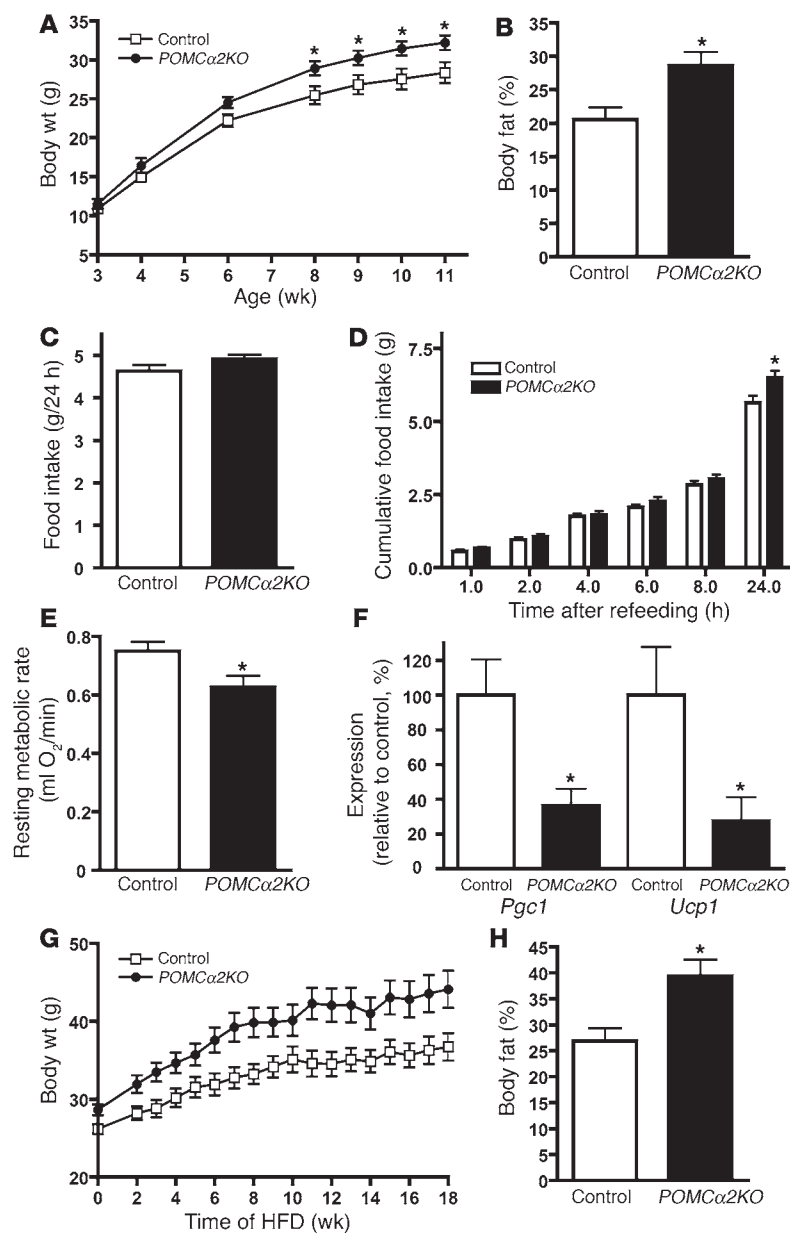 A
Control
POMCα2KO
Body wt (g)
35
30
25
20
15
10
5
* * * *
3 4 5 6 7 8 9 10 11
Age (wk)
B
Body fat (%)
35
30
25
20
15
10
5
0
*
Control POMCα2KO
C
Food intake (g/24 h)
5
4
3
2
1
0
Control POMCα2KO
D
Control
POMCα2KO
Cumulative food intake (g)
7.5
5.0
2.5
0.0
*
1.0 2.0 4.0 6.0 8.0 24.0
Time after refeeding (h)
E
Resting metabolic rate
(ml O₂/min)
0.8
0.6
0.4
0.2
0
*
Control POMCα2KO
F
Expression
(relative to control, %)
120
100
80
60
40
20
0
* *
Control POMCα2KO Control POMCα2KO
Pgc1 Ucp1
G
Control
POMCα2KO
Body wt (g)
50
40
30
20
0 2 4 6 8 10 12 14 16 18
Time of HFD (wk)
H
Body fat (%)
45
40
35
30
25
20
15
10
5
0
*
Control POMCα2KO